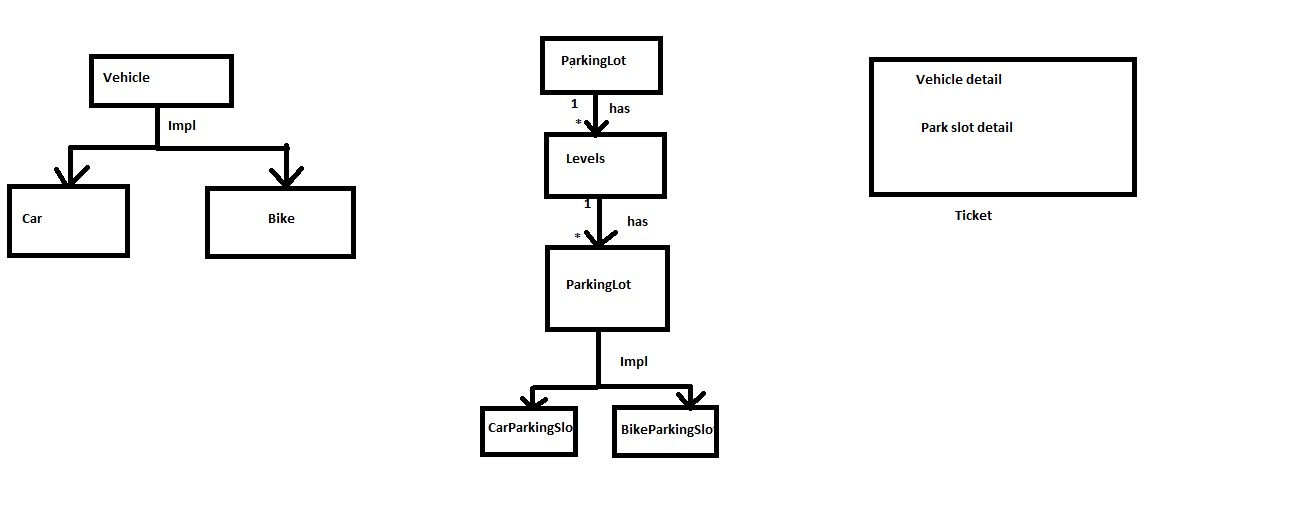 Vehicle
Impl
Car
Bike
ParkingLot
1
has
*
Levels
1
has
*
ParkingLot
Impl
CarParkingSlo
BikeParkingSlo
Vehicle detail
Park slot detail
Ticket